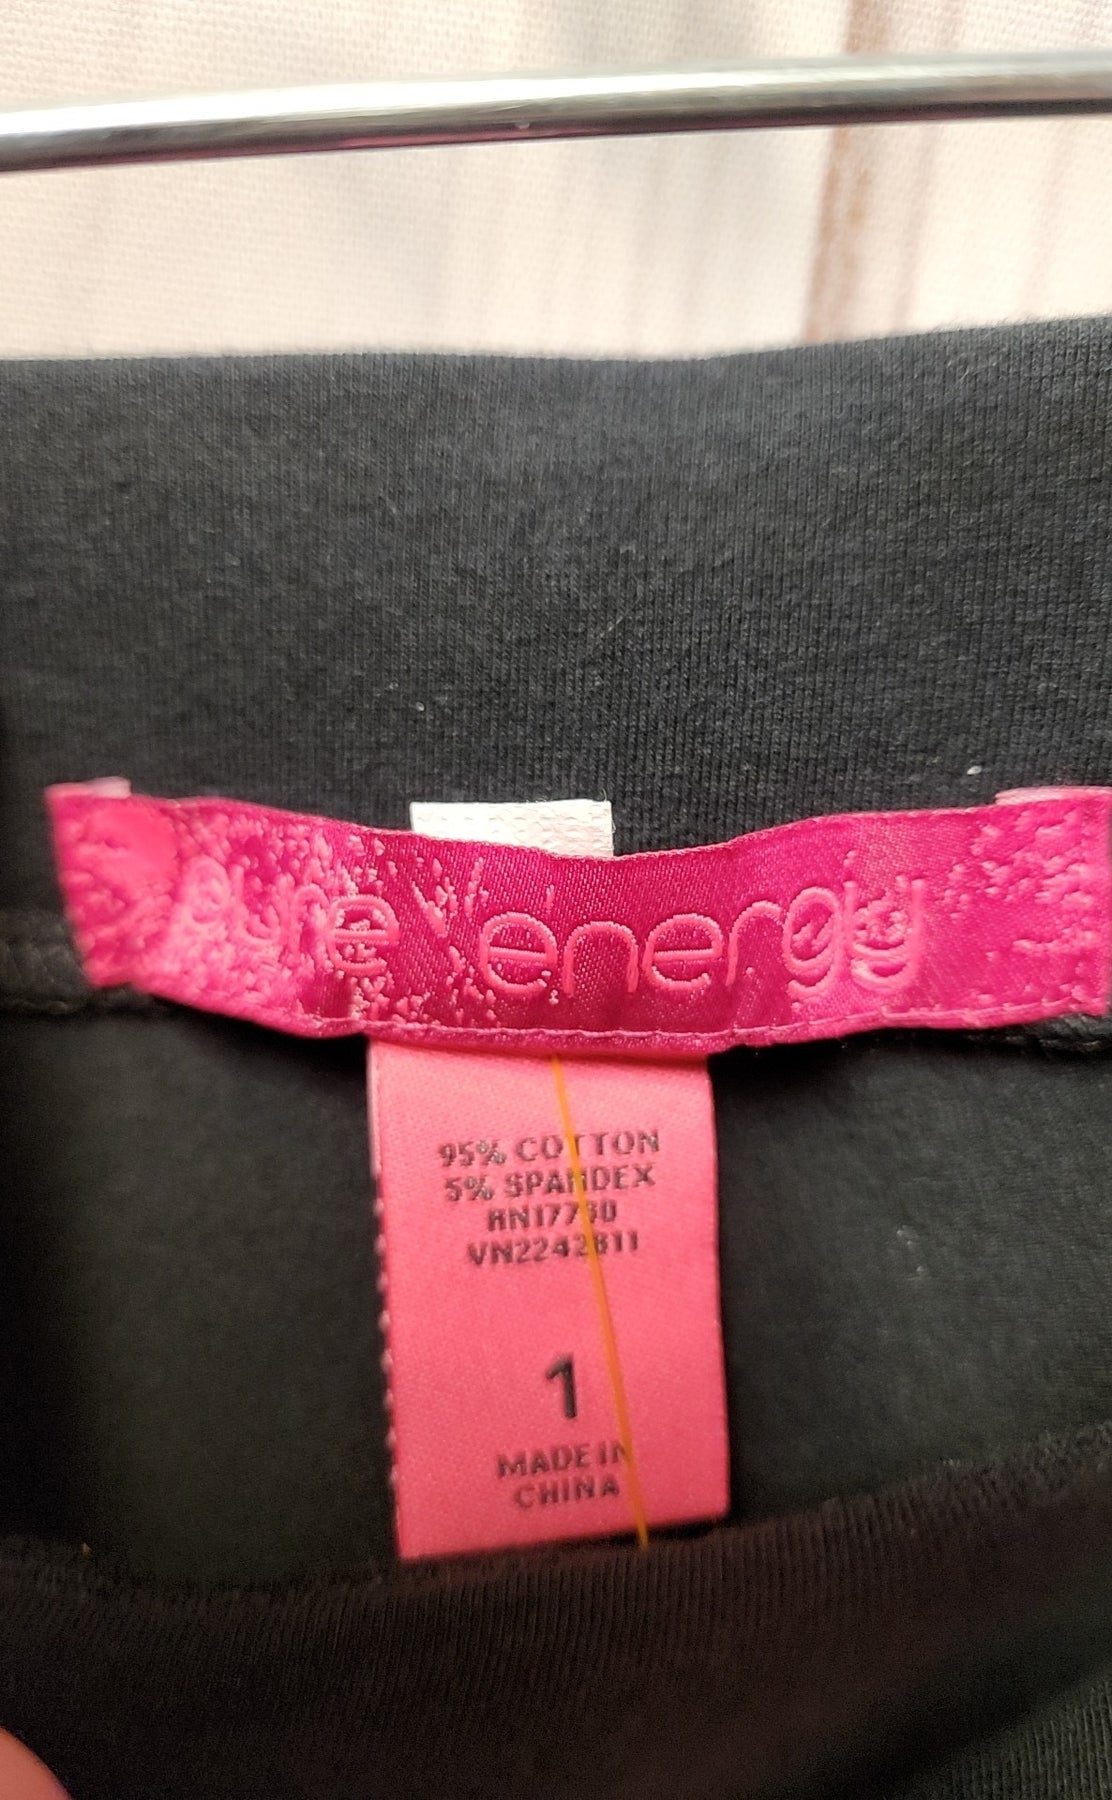 pure energy
95% COTTON
5% SPANDEX
RN17730
VN2242811
1
MADE IN
CHINA